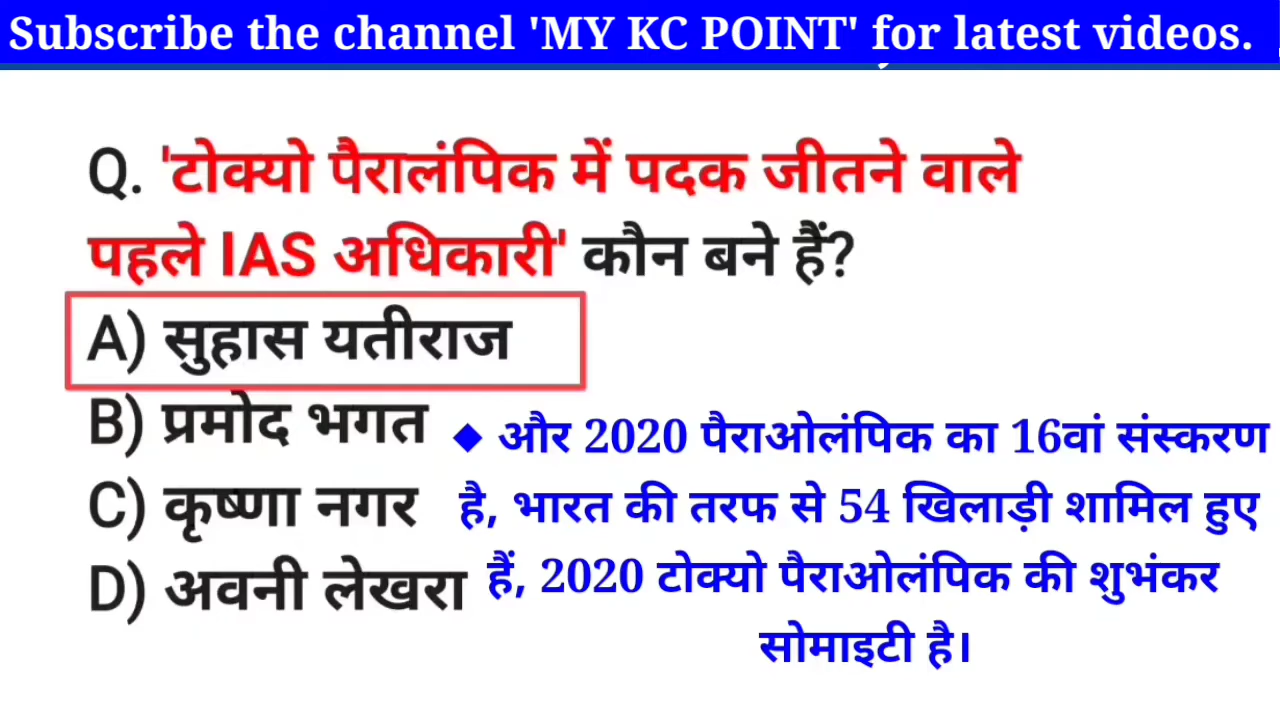 Subscribe the channel 'MY KC POINT' for latest videos.
Q. 'टोक्यो पैरालंपिक में पदक जीतने वाले
पहले IAS अधिकारी' कौन बने हैं?
A) सुहास यतीराज
B) प्रमोद भगत
C) कृष्णा नगर
D) अवनी लेखरा
◆ और 2020 पैराओलंपिक का 16वां संस्करण
है, भारत की तरफ से 54 खिलाड़ी शामिल हुए
हैं, 2020 टोक्यो पैराओलंपिक की शुभंकर
सोमाइटी है।